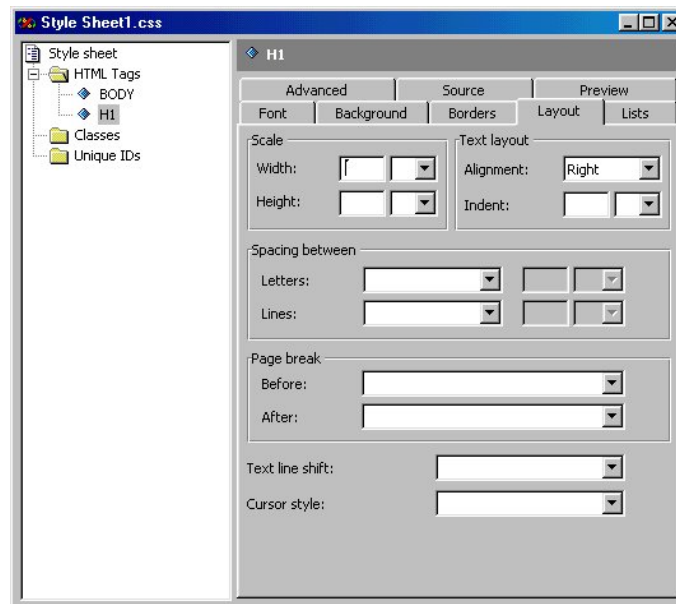 Style Sheet1.css
Style sheet
HTML Tags
BODY
H1
Classes
Unique IDs
H1
Advanced Source Preview
Font Background Borders Layout Lists
Scale
Width:
Height:
Text layout
Alignment: Right
Indent:
Spacing between
Letters:
Lines:
Page break
Before:
After:
Text line shift:
Cursor style: